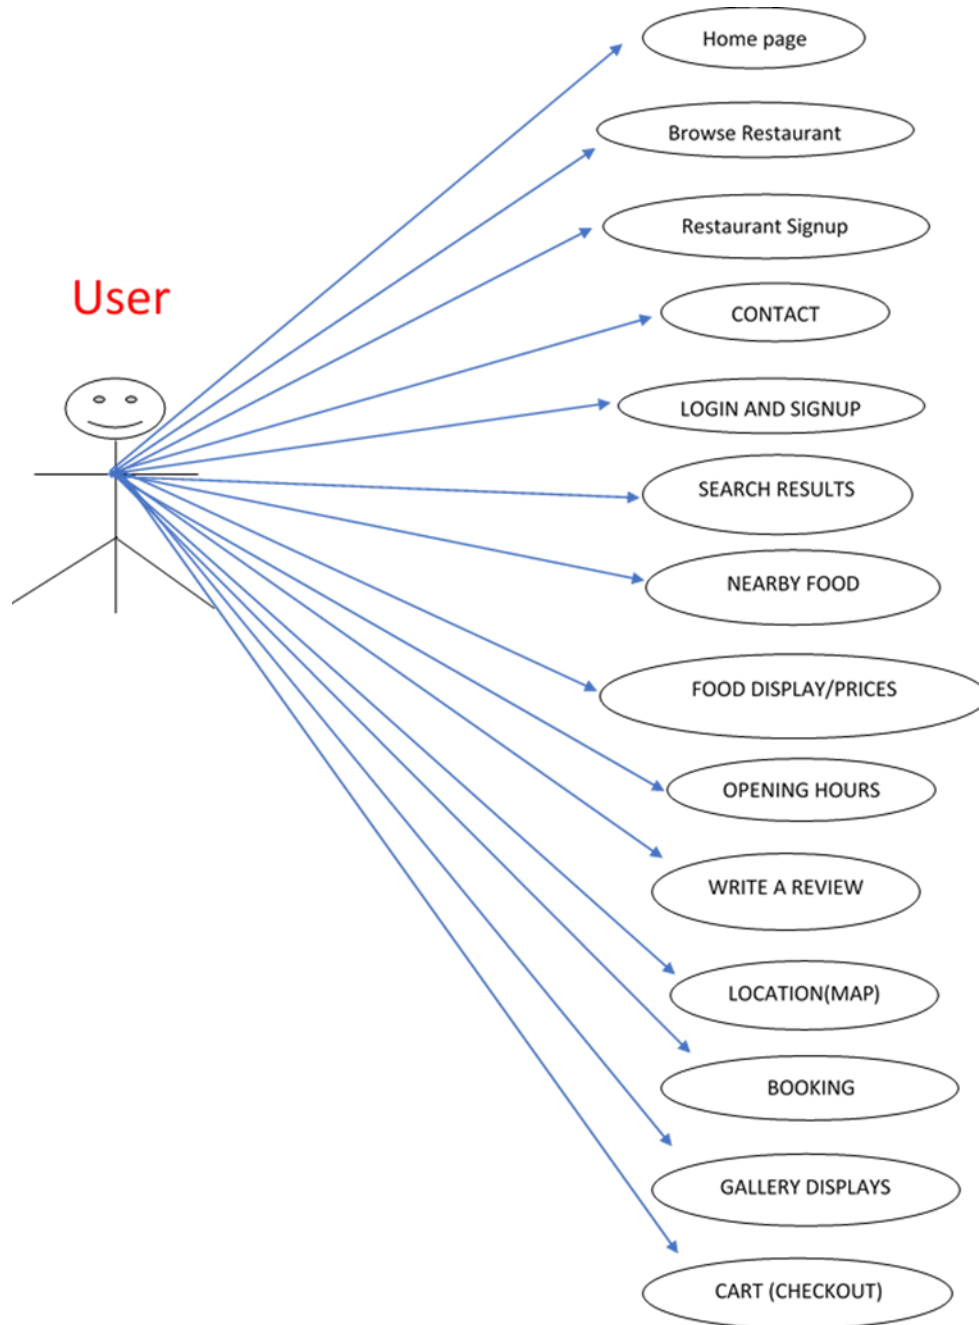 Home page
Browse Restaurant
Restaurant Signup
User
CONTACT
LOGIN AND SIGNUP
SEARCH RESULTS
NEARBY FOOD
FOOD DISPLAY/PRICES
OPENING HOURS
WRITE A REVIEW
LOCATION(MAP)
BOOKING
GALLERY DISPLAYS
CART (CHECKOUT)